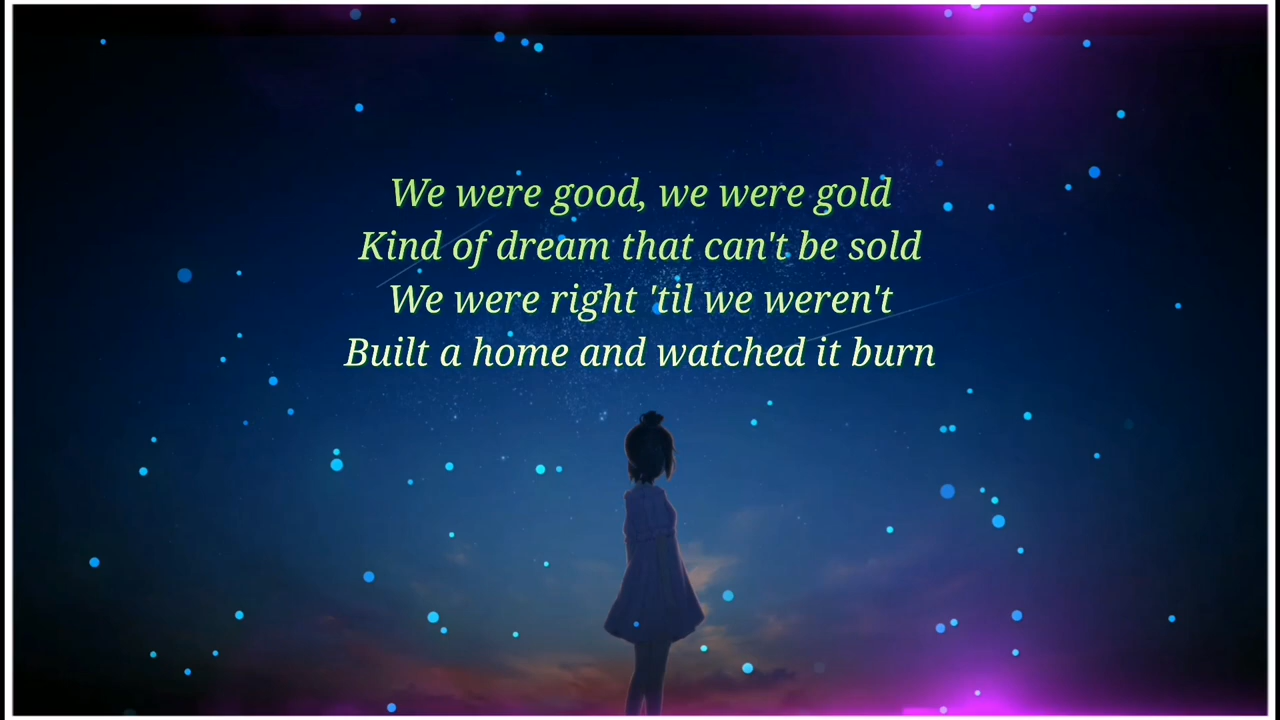 We were good, we were gold
Kind of dream that can't be sold
We were right 'til we weren't
Built a home and watched it burn